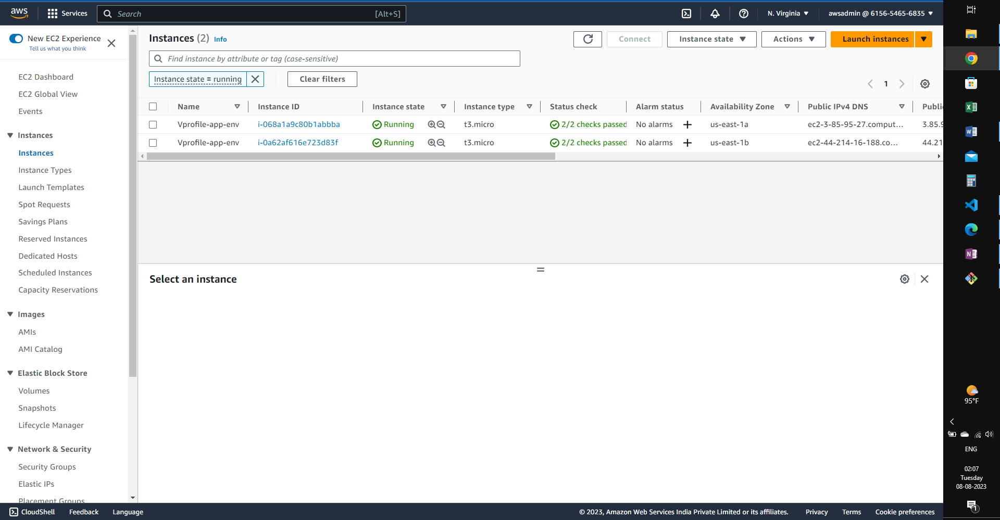 aws
Services
Search
[Alt+S]
N. Virginia
awsadmin @ 6156-5465-6835
New EC2 Experience
Tell us what you think
EC2 Dashboard
EC2 Global View
Events
Instances
Instances
Instance Types
Launch Templates
Spot Requests
Savings Plans
Reserved Instances
Dedicated Hosts
Scheduled Instances
Capacity Reservations
Images
AMIs
AMI Catalog
Elastic Block Store
Volumes
Snapshots
Lifecycle Manager
Network & Security
Security Groups
Elastic IPs
Placement Groups
Instances (2) Info
Connect
Instance state
Actions
Launch instances
Find instance by attribute or tag (case-sensitive)
Instance state = running
Clear filters
1
Name Instance ID Instance state Instance type Status check Alarm status Availability Zone Public IPv4 DNS Public
Vprofile-app-env i-068a1a9c80b1abbba Running t3.micro 2/2 checks passed No alarms us-east-1a ec2-3-85-95-27.comput... 3.85.9
Vprofile-app-env i-0a62af616e723d83f Running t3.micro 2/2 checks passed No alarms us-east-1b ec2-44-214-16-188.co... 44.21
Select an instance
95°F
ENG
02:07
Tuesday
08-08-2023
1
CloudShell Feedback Language
© 2023, Amazon Web Services India Private Limited or its affiliates. Privacy Terms Cookie preferences